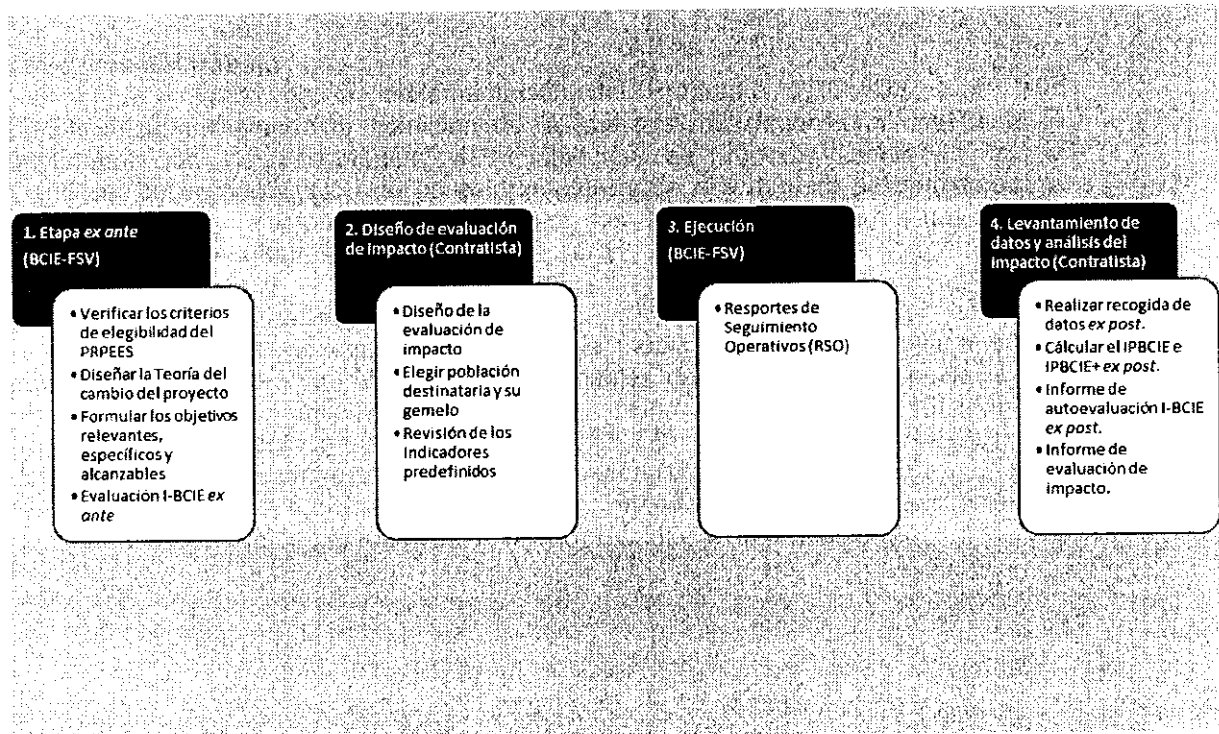 1. Etapa ex ante
(BCIE-FSV)
• Verificar los criterios
de elegibilidad del
PRPEES
• Diseñar la Teoría del
cambio del proyecto
• Formular los objetivos
relevantes,
específicos y
alcanzables
• Evaluación I-BCIE ex
ante
2. Diseño de evaluación
de impacto (Contratista)
• Diseño de la
evaluación de
impacto
• Elegir población
destinataria y su
gemelo
• Revisión de los
Indicadores
predefinidos
3. Ejecución
(BCIE-FSV)
• Resportes de
Seguimiento
Operativos (RSO)
4. Levantamiento de
datos y análisis del
impacto (Contratista)
• Realizar recogida de
datos ex post.
• Cálcular el IPBCIE e
IPBCIE+ ex post.
• Informe de
autoevaluación I-BCIE
ex post.
• Informe de
evaluación de
impacto.